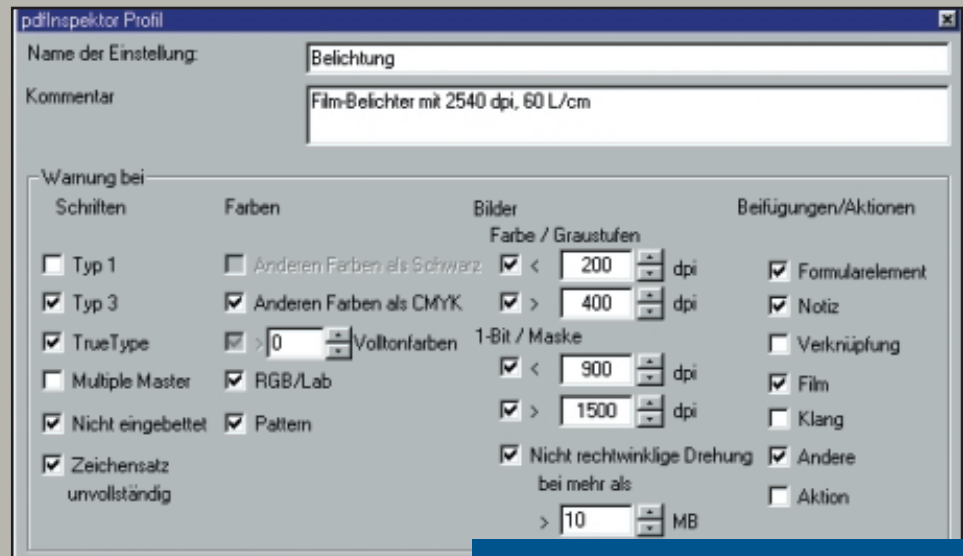 pdfInspektor Profil
Name der Einstellung:
Belichtung
Kommentar
Film-Belichter mit 2540 dpi, 60 L/cm
Warnung bei
Schriften
Typ 1
Typ 3
TrueType
Multiple Master
Nicht eingebettet
Zeichensatz
unvollständig
Farben
Anderen Farben als Schwarz
Anderen Farben als CMYK
> 0 Volltonfarben
RGB/Lab
Pattern
Bilder
Farbe / Graustufen
< 200 dpi
> 400 dpi
1-Bit / Maske
< 900 dpi
> 1500 dpi
Nicht rechtwinklige Drehung
bei mehr als
> 10 MB
Beifügungen/Aktionen
Formularelement
Notiz
Verknüpfung
Film
Klang
Andere
Aktion